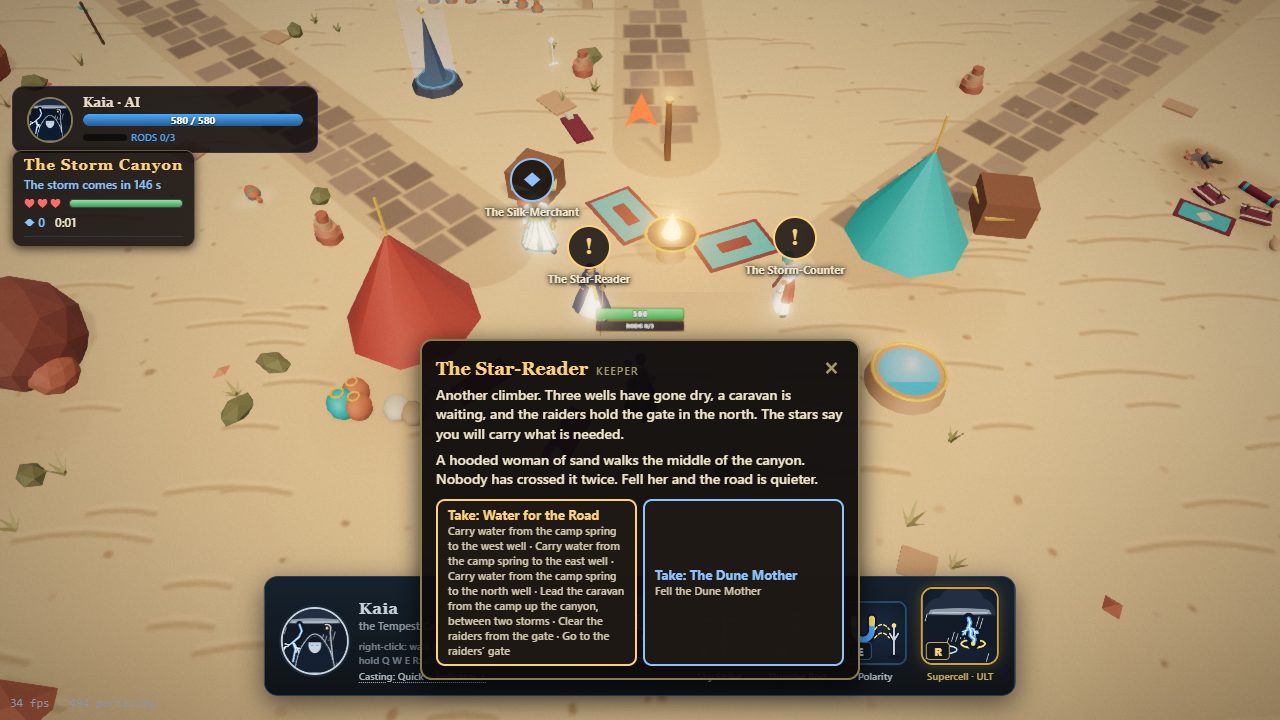 Kaia · AI
580 / 580
RODS 0/3
The Storm Canyon
The storm comes in 146 s
0 0:01
The Silk-Merchant
!
The Star-Reader
!
The Storm-Counter
RODS 0/3
The Star-Reader KEEPER
Another climber. Three wells have gone dry, a caravan is
waiting, and the raiders hold the gate in the north. The stars say
you will carry what is needed.
A hooded woman of sand walks the middle of the canyon.
Nobody has crossed it twice. Fell her and the road is quieter.
Take: Water for the Road
Carry water from the camp spring
to the west well · Carry water from
the camp spring to the east well ·
Carry water from the camp spring
to the north well · Lead the caravan
from the camp up the canyon,
between two storms · Clear the
raiders from the gate · Go to the
raiders' gate
Take: The Dune Mother
Fell the Dune Mother
Kaia
the Tempest
right-click:
hold Q W E R
Casting: Quick
E
Polarity
R
Supercell · ULT
34 fps